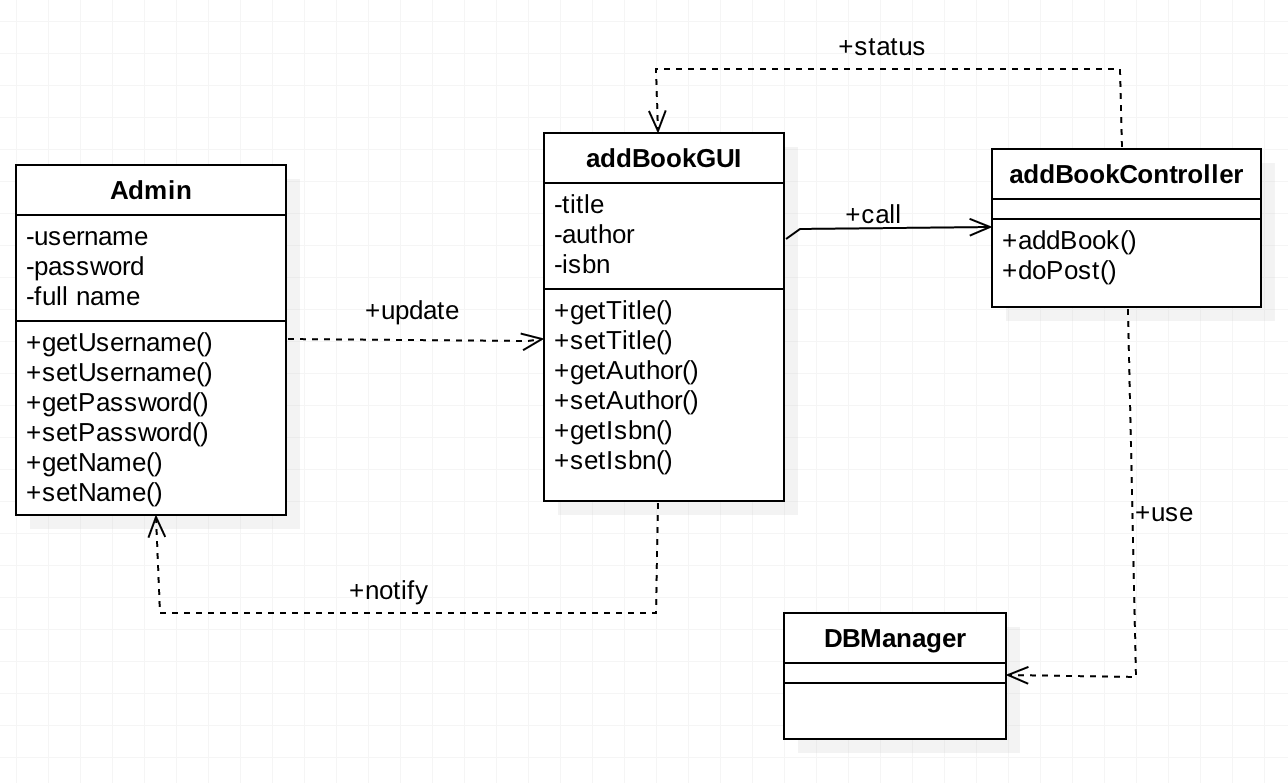 +status
Admin
-username
-password
-full name
+getUsername()
+setUsername()
+getPassword()
+setPassword()
+getName()
+setName()
+update
addBookGUI
-title
-author
-isbn
+getTitle()
+setTitle()
+getAuthor()
+setAuthor()
+getIsbn()
+setIsbn()
+call
addBookController
+addBook()
+doPost()
+notify
+use
DBManager